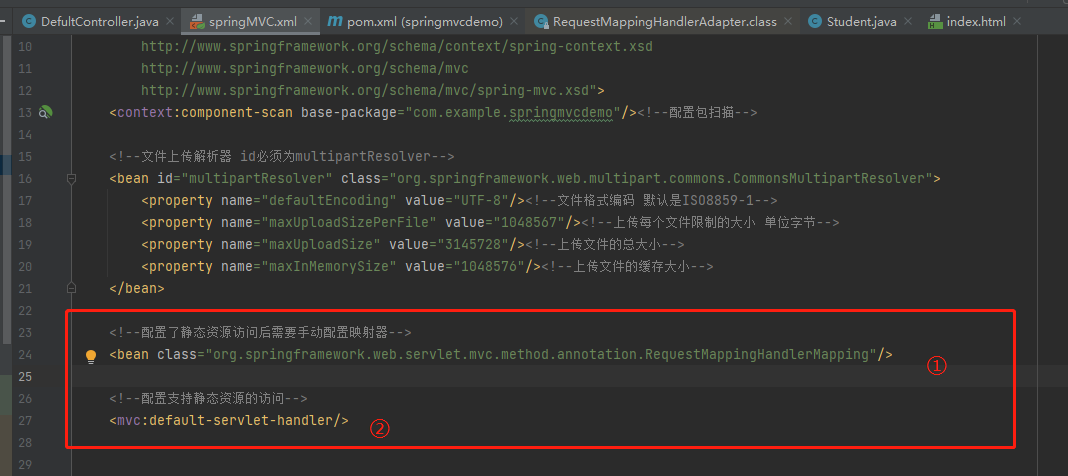 DefultController.java × springMVC.xml × pom.xml (springmvcdemo) × RequestMappingHandlerAdapter.class × Student.java × index.html ×
10 http://www.springframework.org/schema/context/spring-context.xsd
11 http://www.springframework.org/schema/mvc
12 http://www.springframework.org/schema/mvc/spring-mvc.xsd">
13 <context:component-scan base-package="com.example.springmvcdemo"/><!--配置包扫描-->
14
15 <!--文件上传解析器 id必须为multipartResolver-->
16 <bean id="multipartResolver" class="org.springframework.web.multipart.commons.CommonsMultipartResolver">
17 <property name="defaultEncoding" value="UTF-8"/><!--文件格式编码 默认是ISO8859-1-->
18 <property name="maxUploadSizePerFile" value="1048567"/><!--上传每个文件限制的大小 单位字节-->
19 <property name="maxUploadSize" value="3145728"/><!--上传文件的总大小-->
20 <property name="maxInMemorySize" value="1048576"/><!--上传文件的缓存大小-->
21 </bean>
22
23 <!--配置了静态资源访问后需要手动配置映射器-->
24 <bean class="org.springframework.web.servlet.mvc.method.annotation.RequestMappingHandlerMapping"/>
①
25
26 <!--配置支持静态资源的访问-->
27 <mvc:default-servlet-handler/> ②
28
29